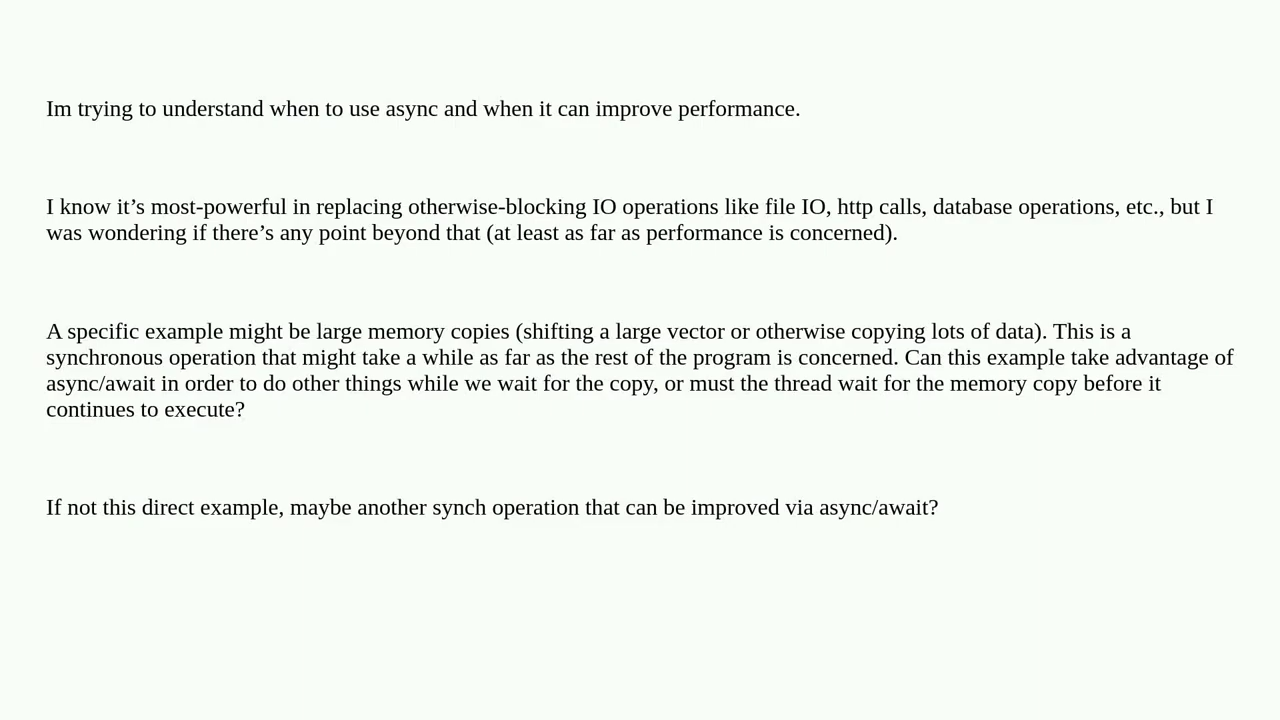 Im trying to understand when to use async and when it can improve performance.
I know it’s most-powerful in replacing otherwise-blocking IO operations like file IO, http calls, database operations, etc., but I
was wondering if there’s any point beyond that (at least as far as performance is concerned).
A specific example might be large memory copies (shifting a large vector or otherwise copying lots of data). This is a
synchronous operation that might take a while as far as the rest of the program is concerned. Can this example take advantage of
async/await in order to do other things while we wait for the copy, or must the thread wait for the memory copy before it
continues to execute?
If not this direct example, maybe another synch operation that can be improved via async/await?